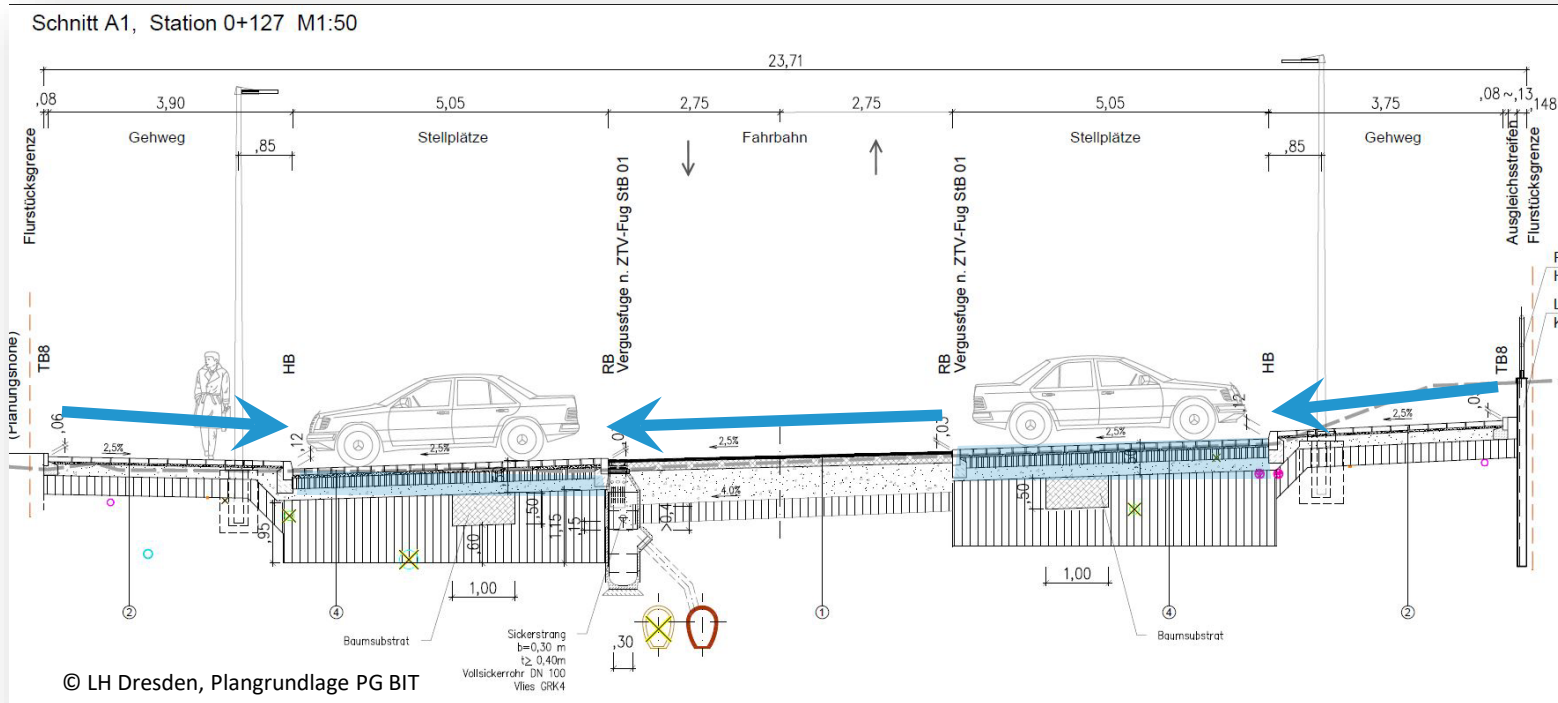 Schnitt A1, Station 0+127 M1:50
23,71
,08 3,90 5,05 2,75 2,75 5,05 3,75 ,08 ~,13 ,148
Gehweg Stellplätze Fahrbahn Stellplätze Gehweg
,85 ,85
Flurstücksgrenze
Vergussfuge n. ZTV-Fug StB 01
Vergussfuge n. ZTV-Fug StB 01
Ausgleichsstreifen
Flurstücksgrenze
(Planungshöhe)
TB8
HB
RB
RB
HB
TB8
,06
,12
,03
,12
2,5%
2,5%
2,5%
2,5%
2,5%
4.0%
,95
,50
,60
1,15
,15
>0,4
,50
1,00
1,00
,30
② ④ ① ④ ②
Baumsubstrat
Baumsubstrat
Sickerstrang
b=0,30 m
t≥ 0,40m
Vollsickerrohr DN 100
Vlies GRK4
© LH Dresden, Plangrundlage PG BIT